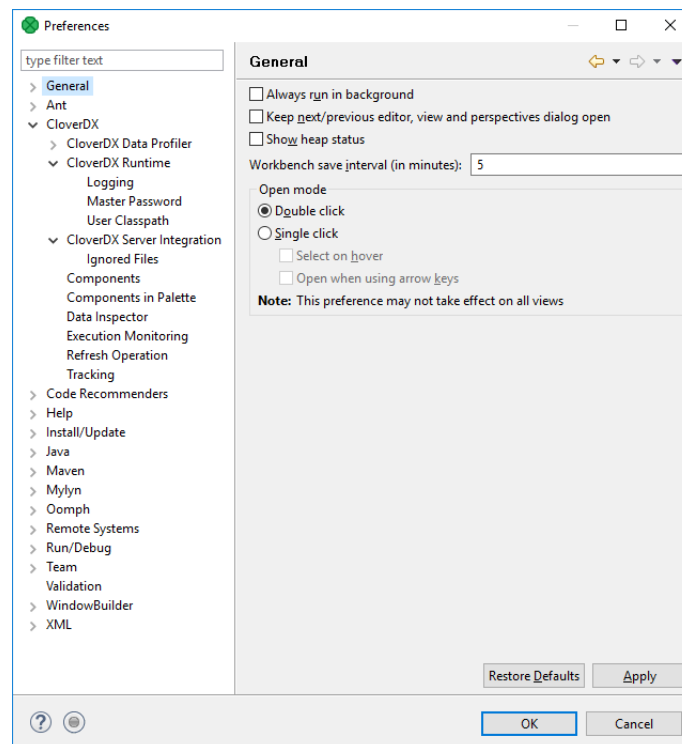 Preferences
type filter text
General
Ant
CloverDX
CloverDX Data Profiler
CloverDX Runtime
Logging
Master Password
User Classpath
CloverDX Server Integration
Ignored Files
Components
Components in Palette
Data Inspector
Execution Monitoring
Refresh Operation
Tracking
Code Recommenders
Help
Install/Update
Java
Maven
Mylyn
Oomph
Remote Systems
Run/Debug
Team
Validation
WindowBuilder
XML
General
Always run in background
Keep next/previous editor, view and perspectives dialog open
Show heap status
Workbench save interval (in minutes): 5
Open mode
Double click
Single click
Select on hover
Open when using arrow keys
Note: This preference may not take effect on all views
Restore Defaults Apply
? OK Cancel